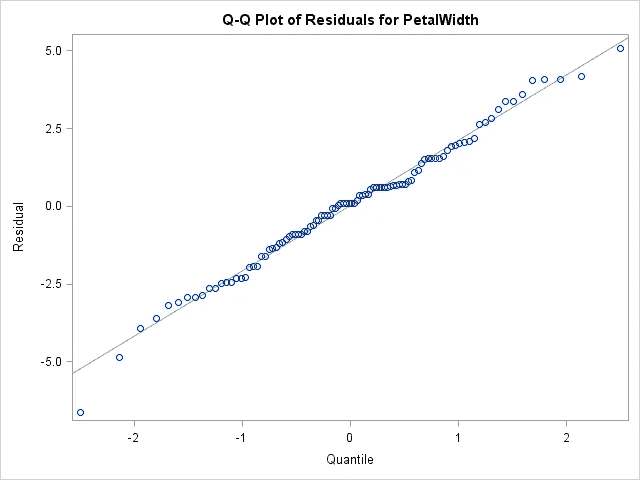 Q-Q Plot of Residuals for PetalWidth
5.0
2.5
0.0
-2.5
-5.0
Residual
-2 -1 0 1 2
Quantile